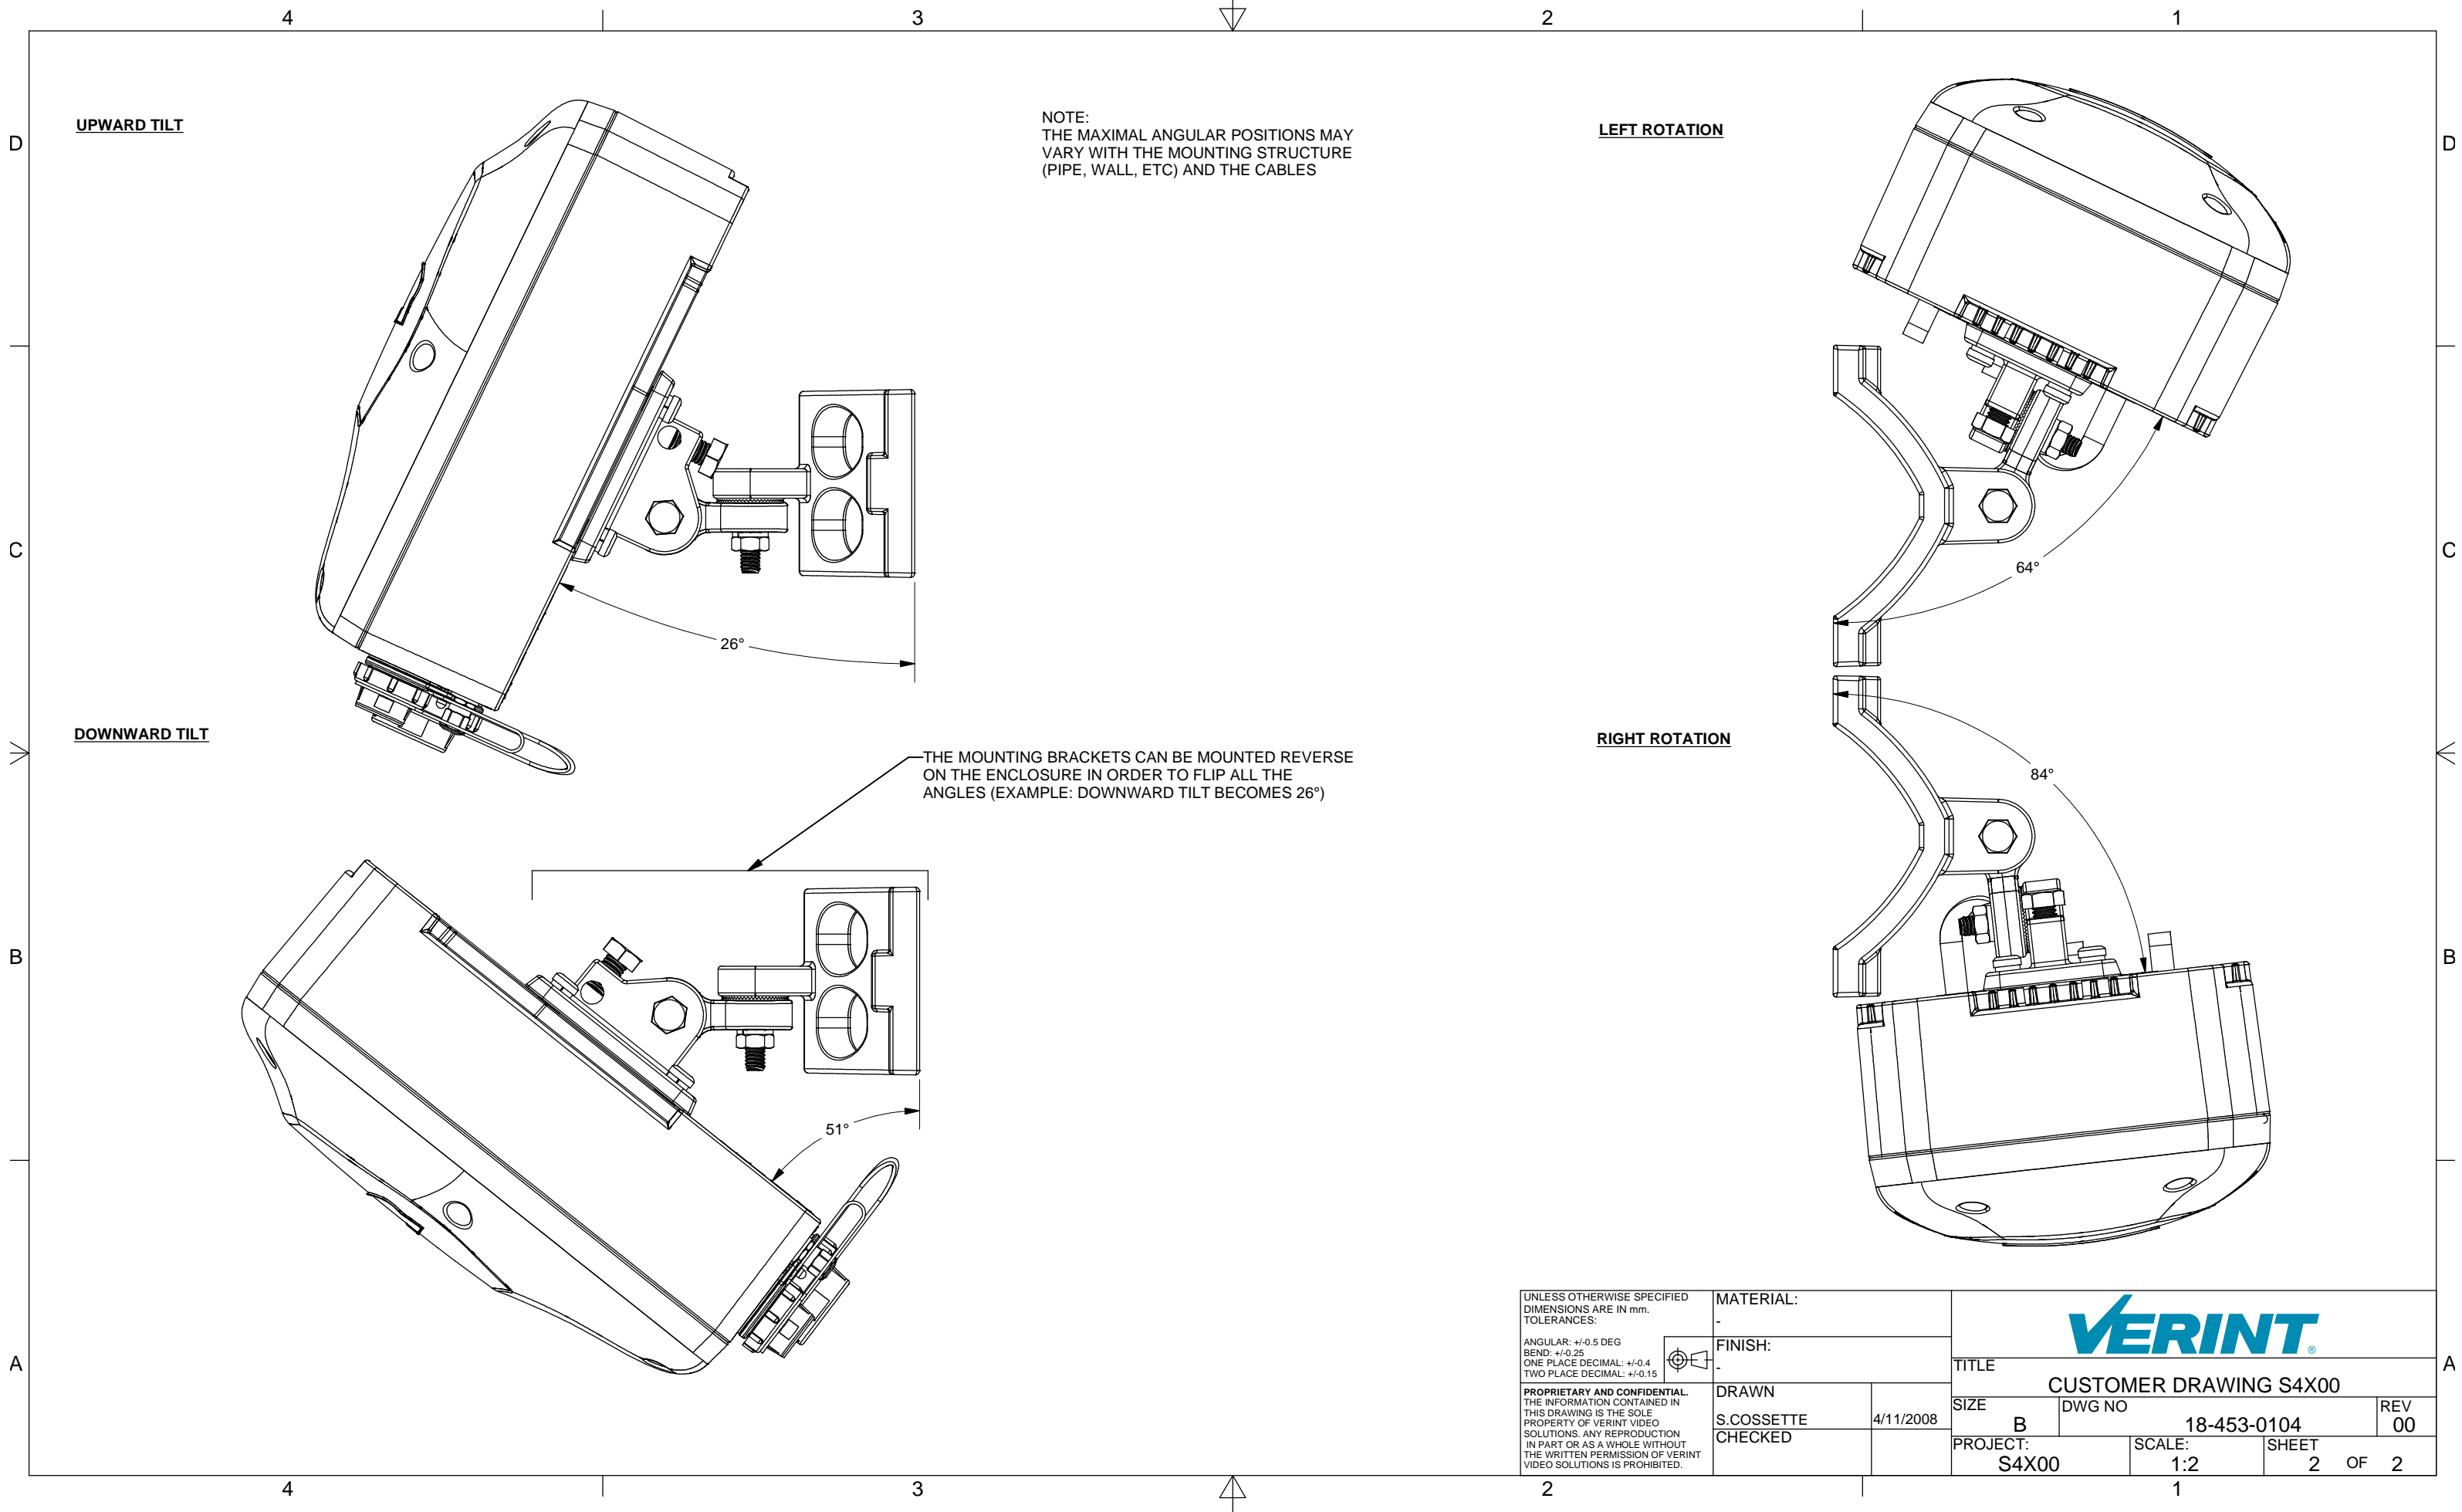 4
3
2
1
D
D
UPWARD TILT
NOTE:
THE MAXIMAL ANGULAR POSITIONS MAY
VARY WITH THE MOUNTING STRUCTURE
(PIPE, WALL, ETC) AND THE CABLES
LEFT ROTATION
C
C
64°
26°
DOWNWARD TILT
THE MOUNTING BRACKETS CAN BE MOUNTED REVERSE
ON THE ENCLOSURE IN ORDER TO FLIP ALL THE
ANGLES (EXAMPLE: DOWNWARD TILT BECOMES 26°)
RIGHT ROTATION
84°
B
B
51°
A
A
UNLESS OTHERWISE SPECIFIED
DIMENSIONS ARE IN mm.
TOLERANCES:
ANGULAR: +/-0.5 DEG
BEND: +/-0.25
ONE PLACE DECIMAL: +/-0.4
TWO PLACE DECIMAL: +/-0.15
PROPRIETARY AND CONFIDENTIAL.
THE INFORMATION CONTAINED IN
THIS DRAWING IS THE SOLE
PROPERTY OF VERINT VIDEO
SOLUTIONS. ANY REPRODUCTION
IN PART OR AS A WHOLE WITHOUT
THE WRITTEN PERMISSION OF VERINT
VIDEO SOLUTIONS IS PROHIBITED.
MATERIAL:
-
FINISH:
-
DRAWN
S.COSSETTE 4/11/2008
CHECKED
VERINT®
TITLE
CUSTOMER DRAWING S4X00
SIZE
B
DWG NO
18-453-0104
REV
00
PROJECT:
S4X00
SCALE:
1:2
SHEET
2 OF 2
4
3
2
1